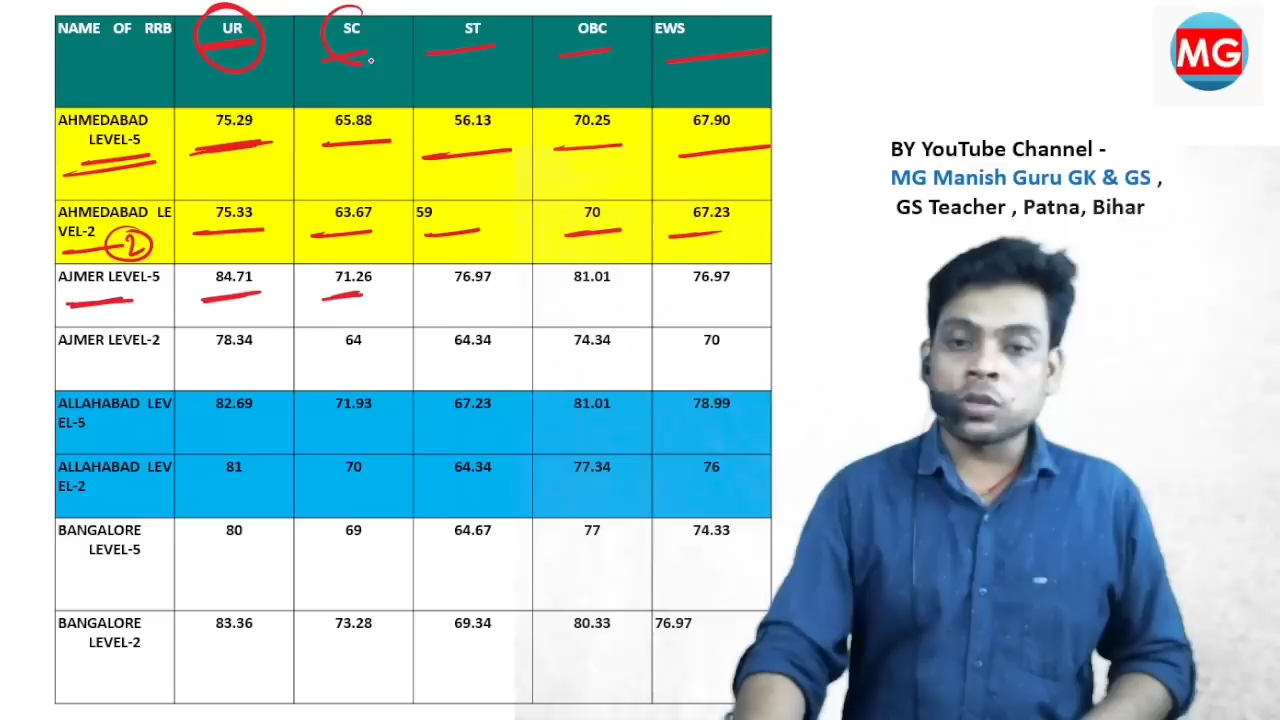 NAME OF RRB UR SC ST OBC EWS
AHMEDABAD LEVEL-5 75.29 65.88 56.13 70.25 67.90
AHMEDABAD LE VEL-2 2 75.33 63.67 59 70 67.23
AJMER LEVEL-5 84.71 71.26 76.97 81.01 76.97
AJMER LEVEL-2 78.34 64 64.34 74.34 70
ALLAHABAD LEV EL-5 82.69 71.93 67.23 81.01 78.99
ALLAHABAD LEV EL-2 81 70 64.34 77.34 76
BANGALORE LEVEL-5 80 69 64.67 77 74.33
BANGALORE LEVEL-2 83.36 73.28 69.34 80.33 76.97
MG
BY YouTube Channel -
MG Manish Guru GK & GS ,
GS Teacher , Patna, Bihar